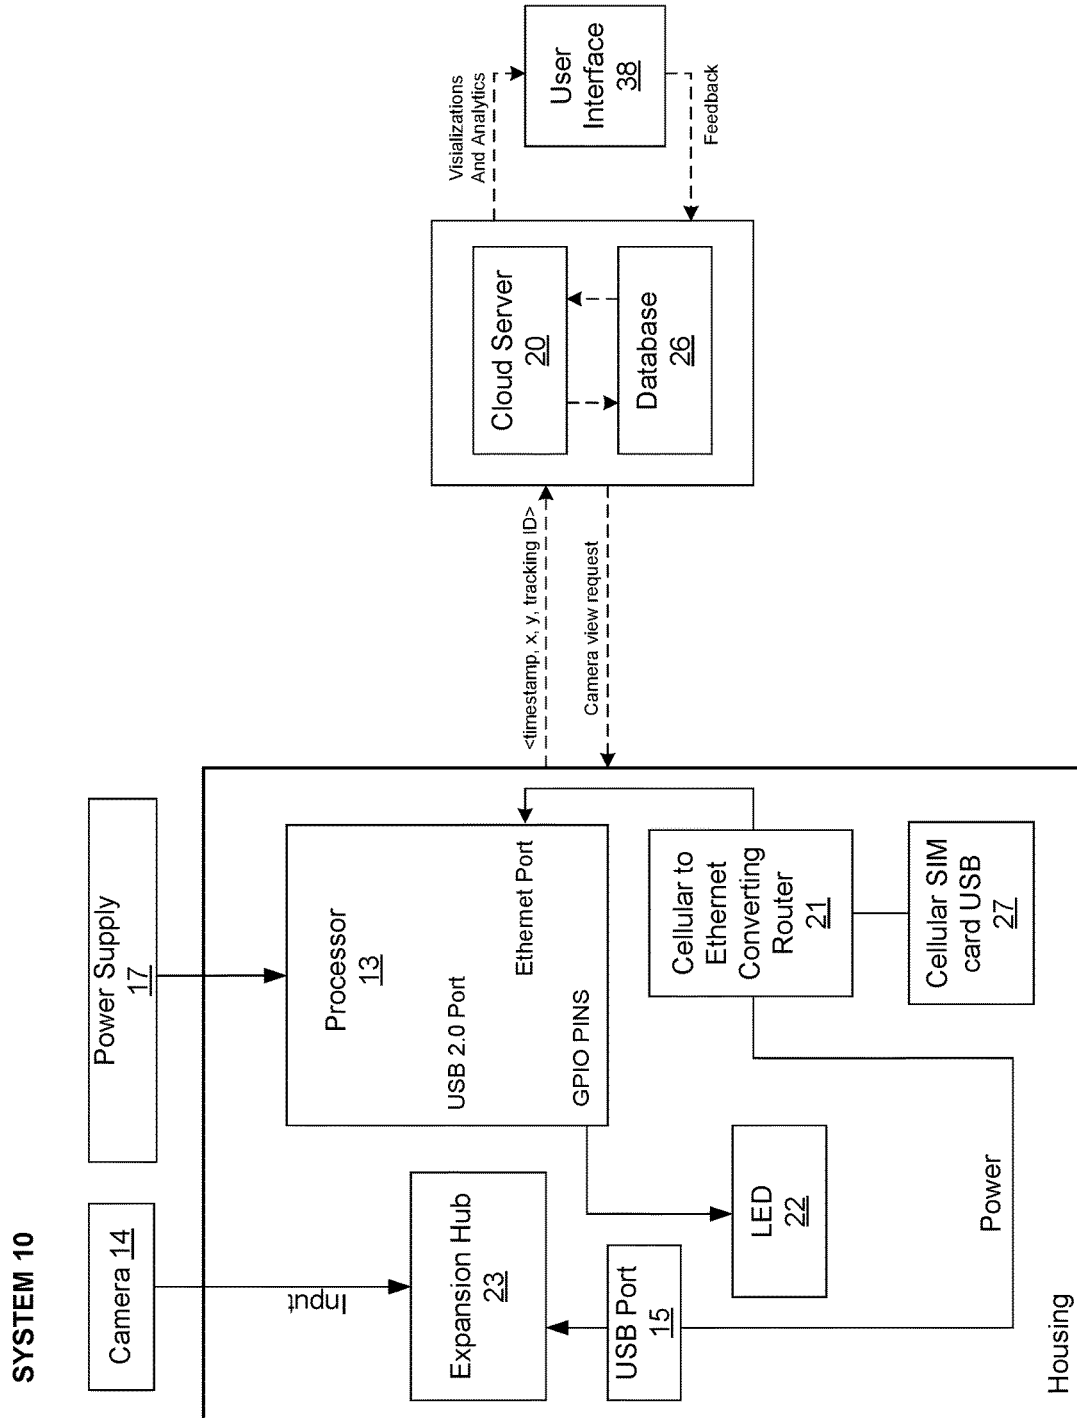 SYSTEM 10
Camera 14
Power Supply
17
Input
Expansion Hub
23
Processor
13
USB 2.0 Port
Ethernet Port
GPIO PINS
USB Port
15
LED
22
Cellular to
Ethernet
Converting
Router
21
Cellular SIM
card USB
27
Power
Housing
<timestamp, x, y, tracking ID>
Camera view request
Cloud Server
20
Database
26
Visializations
And Analytics
User
Interface
38
Feedback